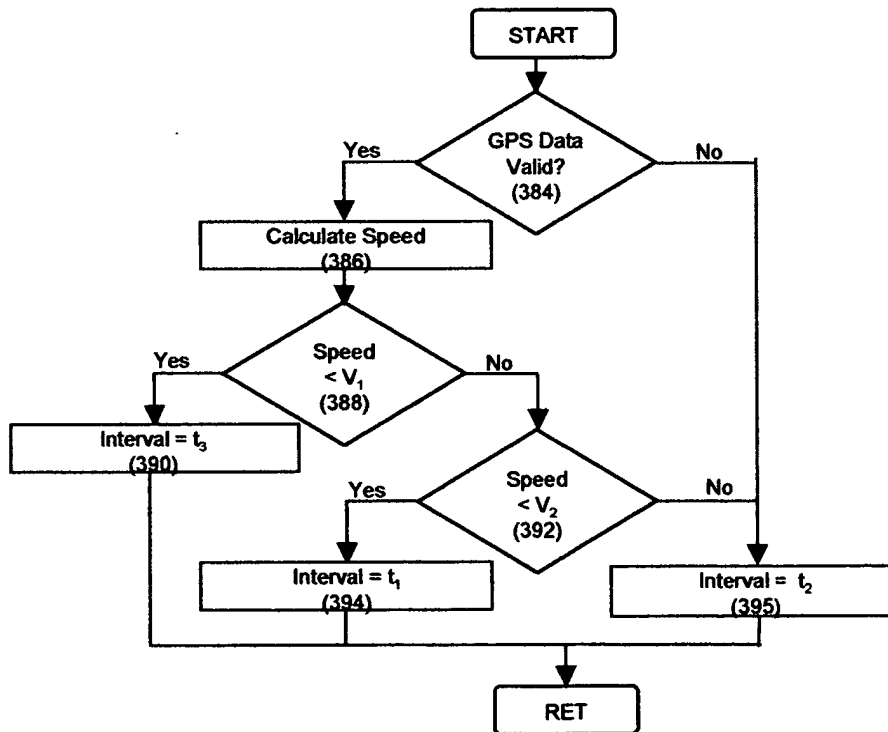 START
GPS Data
Valid?
(384)
Yes
No
Calculate Speed
(386)
Speed
< V₁
(388)
Yes
No
Interval = t₃
(390)
Speed
< V₂
(392)
Yes
No
Interval = t₁
(394)
Interval = t₂
(395)
RET